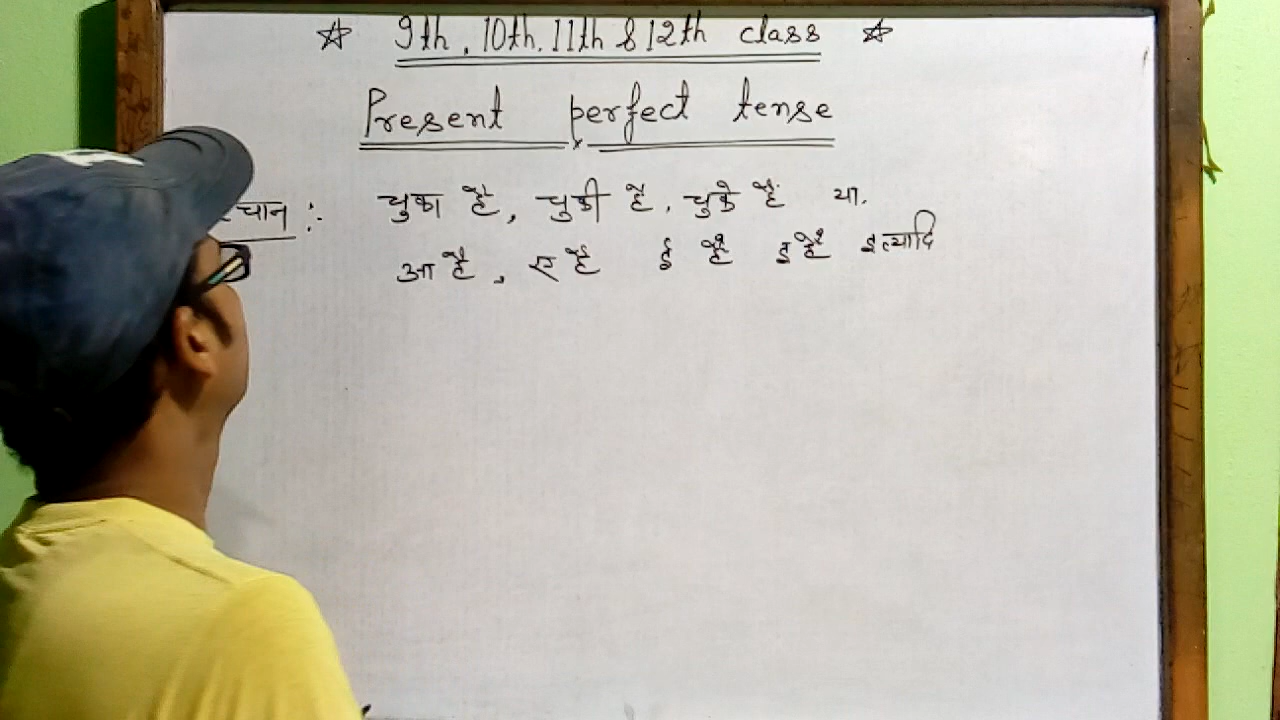 ☆ 9th, 10th, 11th & 12th class ☆
Present perfect tense
चान :- चुका है, चुकी है, चुके हैं या.
आ है, ए हैं ई है ई हैं इत्यादि